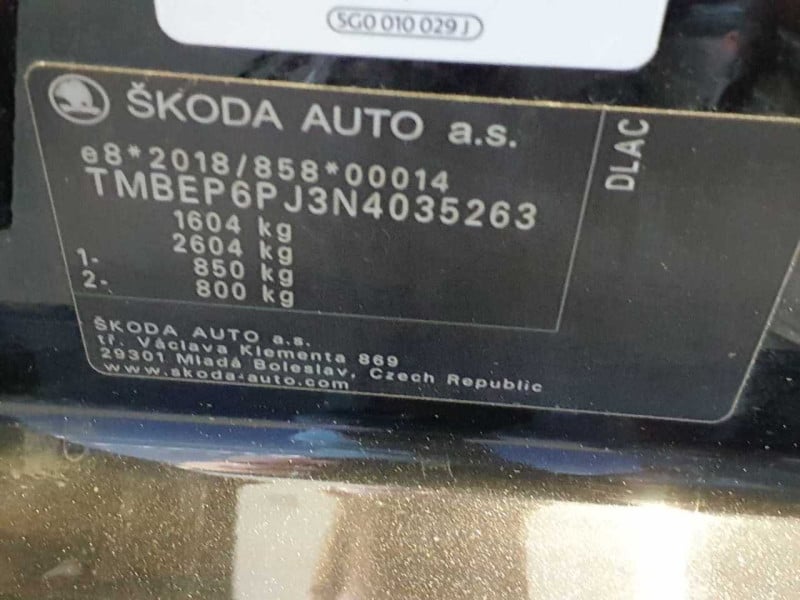 5G0 010 029 J
ŠKODA AUTO a.s.
DLAC
e8*2018/858*00014
TMBEP6PJ3N4035263
1604 kg
2604 kg
1- 850 kg
2- 800 kg
ŠKODA AUTO a.s.
tř. Václava Klementa 869
29301 Mladá Boleslav, Czech Republic
www.skoda-auto.com